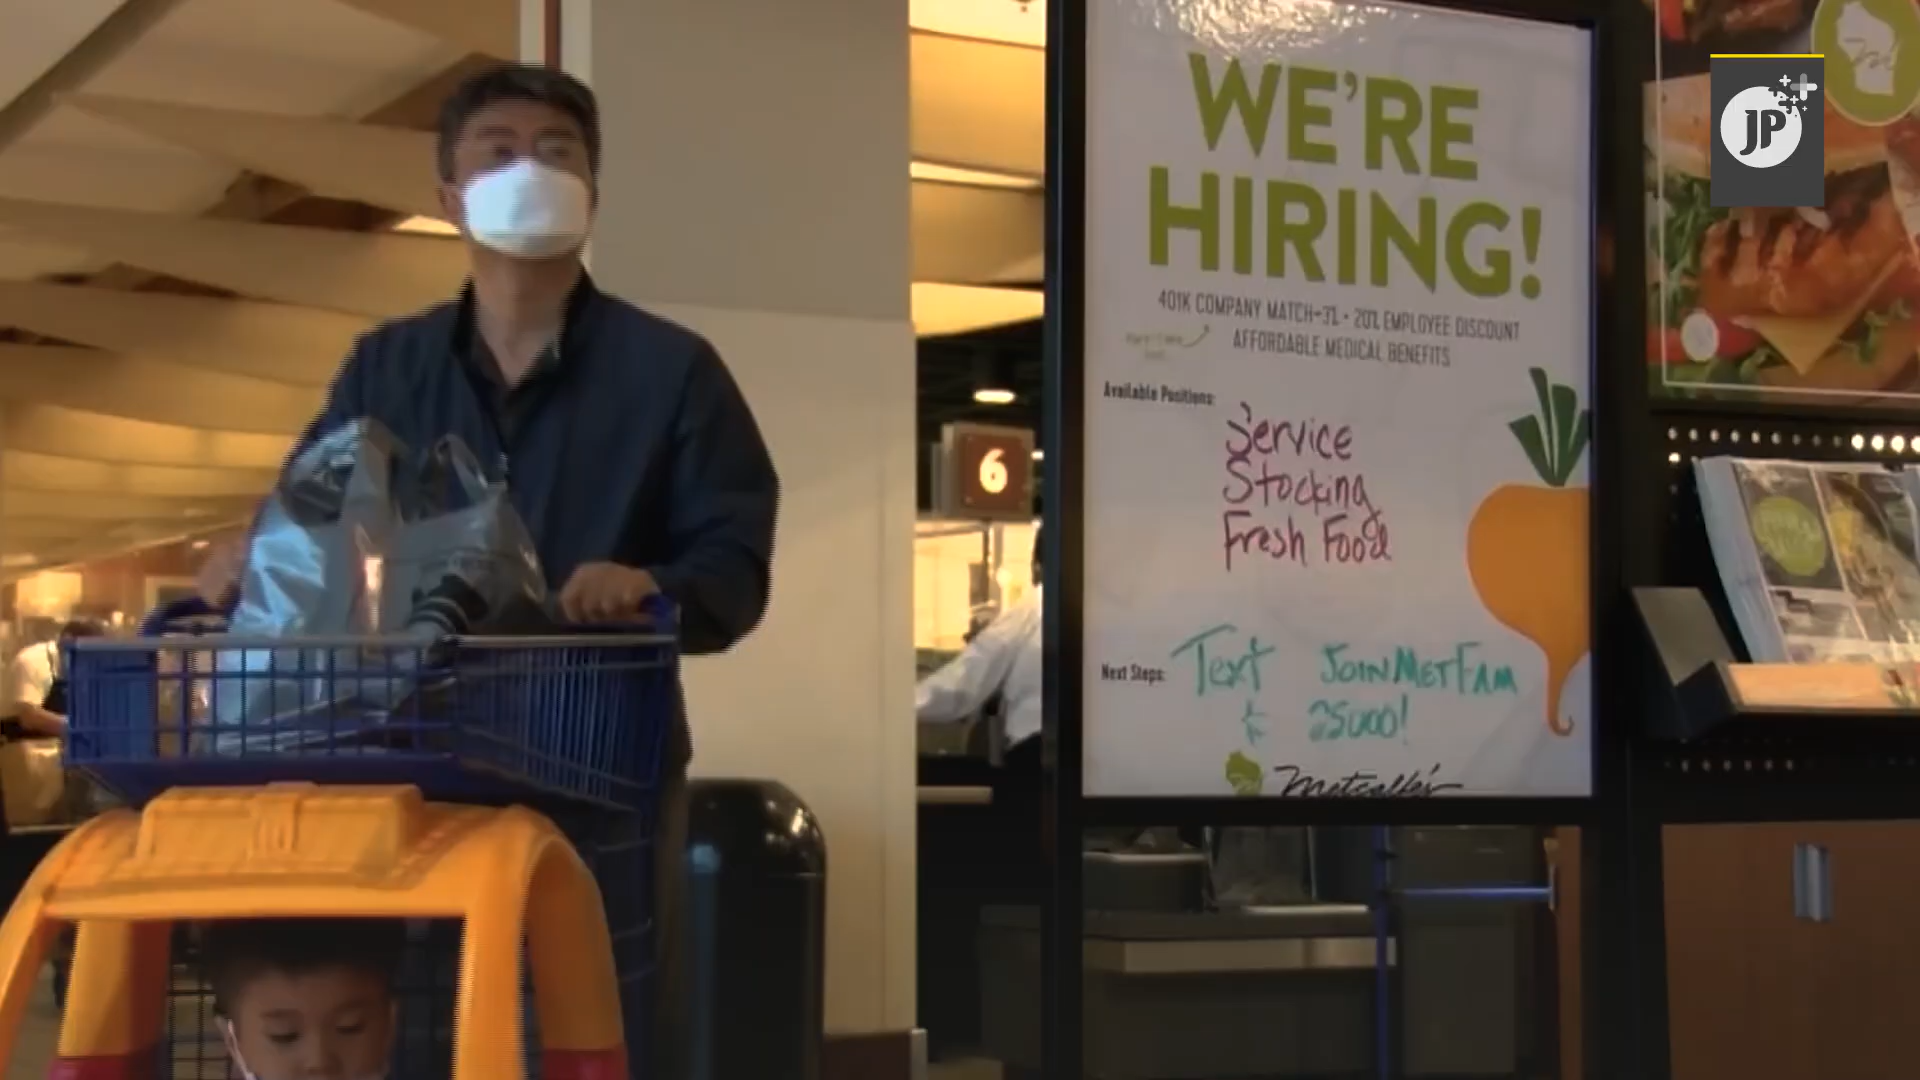 WE'RE
HIRING!
401K COMPANY MATCH-3% • 20% EMPLOYEE DISCOUNT
AFFORDABLE MEDICAL BENEFITS
Available Positions:
Service
Stocking
Fresh Food
Next Steps: Text JOINMETFAM
to 25000!
Metcalfe's
6
JP